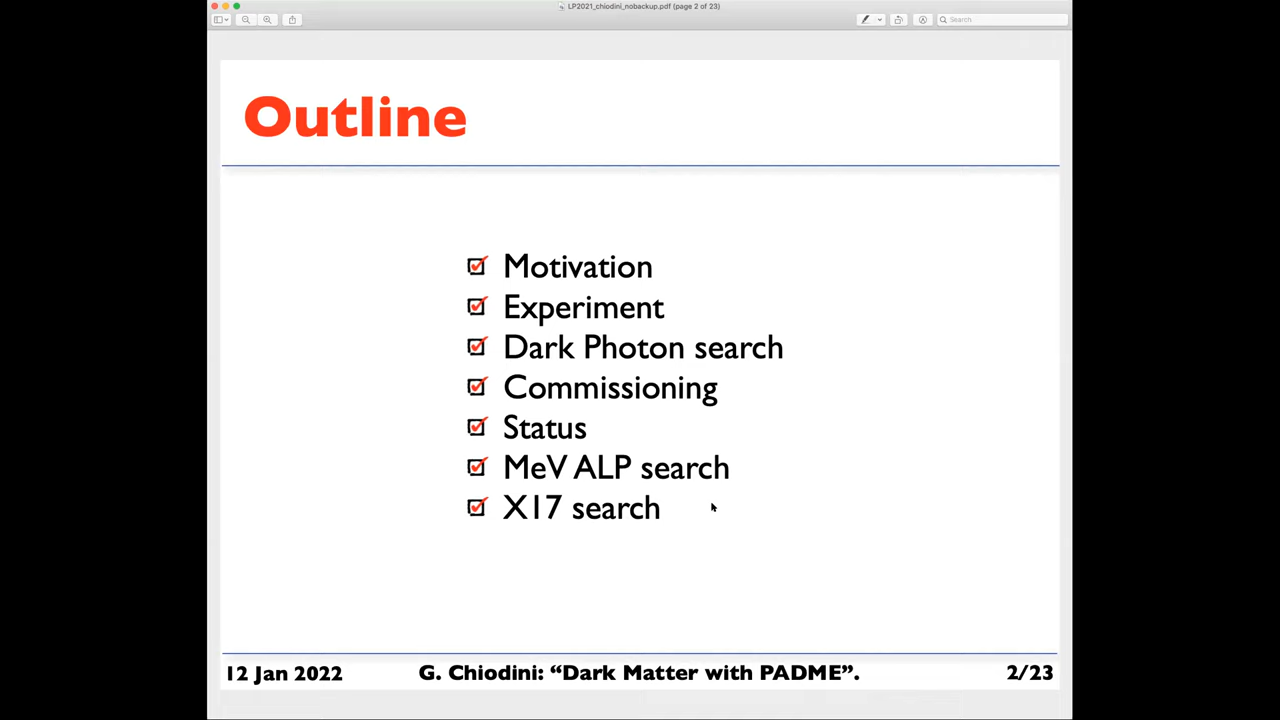 LP2021_chiodini_nobackup.pdf (page 2 of 23)
Search
Outline
Motivation
Experiment
Dark Photon search
Commissioning
Status
MeV ALP search
X17 search
12 Jan 2022 G. Chiodini: “Dark Matter with PADME”. 2/23